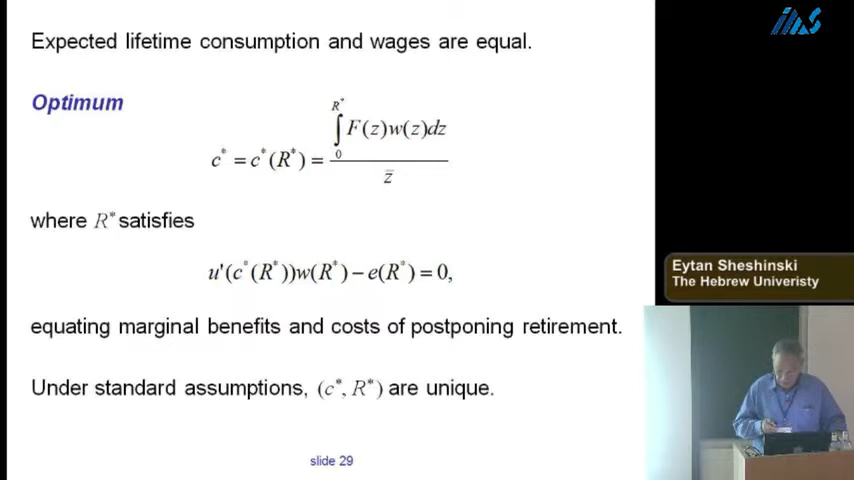 IIAS
Expected lifetime consumption and wages are equal.
Optimum
c* = c*(R*) = ∫₀^R* F(z)w(z)dz / z̄
where R* satisfies
u'(c*(R*))w(R*) − e(R*) = 0,
equating marginal benefits and costs of postponing retirement.
Under standard assumptions, (c*, R*) are unique.
slide 29
Eytan Sheshinski
The Hebrew Univeristy